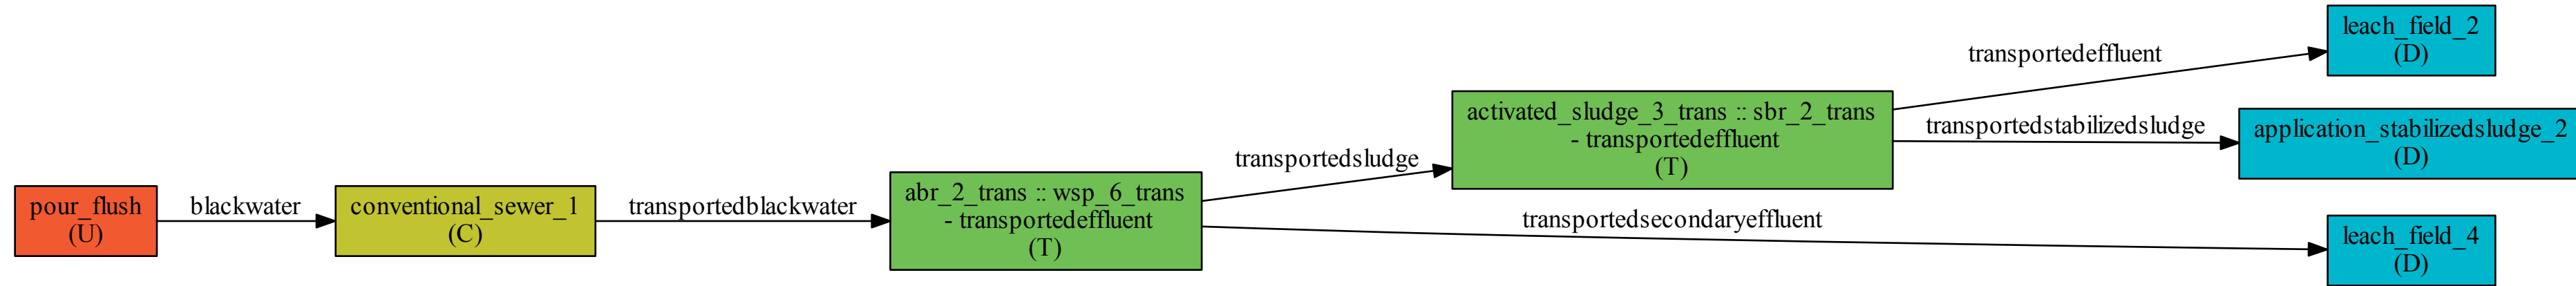 pour_flush
(U)
blackwater
conventional_sewer_1
(C)
transportedblackwater
abr_2_trans :: wsp_6_trans
- transportedeffluent
(T)
transportedsludge
transportedsecondaryeffluent
activated_sludge_3_trans :: sbr_2_trans
- transportedeffluent
(T)
transportedeffluent
transportedstabilizedsludge
leach_field_2
(D)
application_stabilizedsludge_2
(D)
leach_field_4
(D)